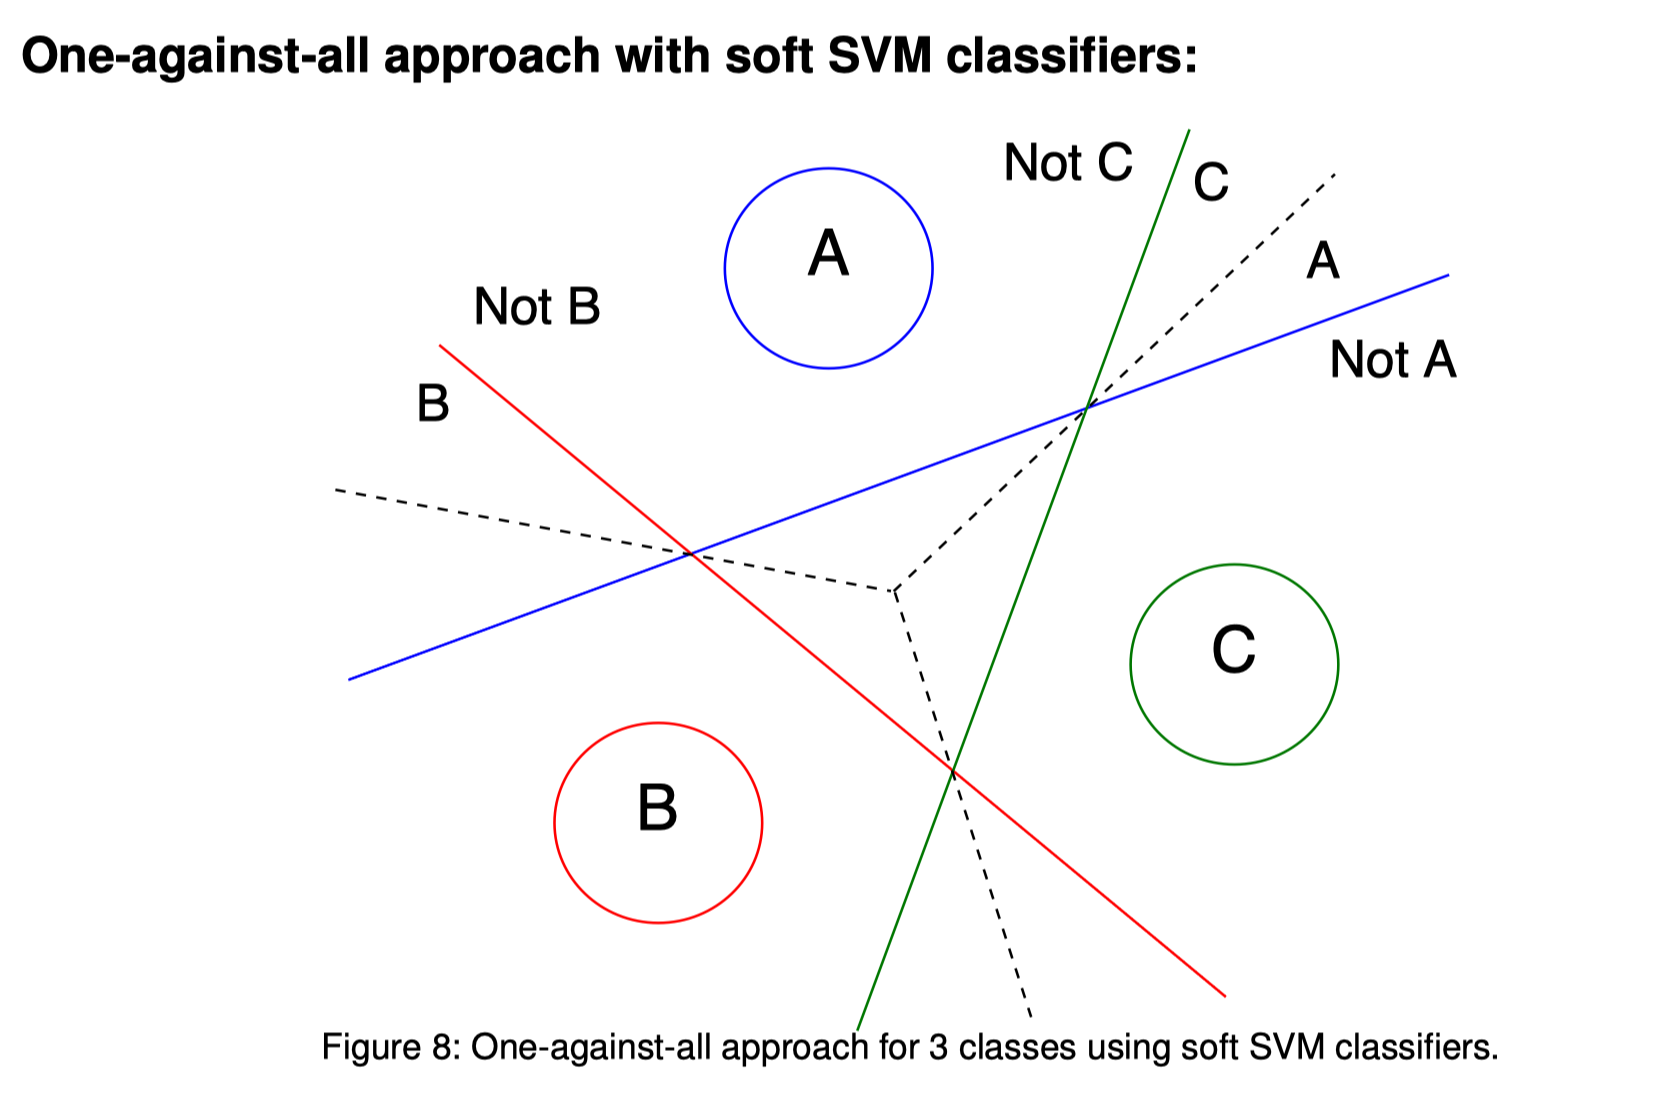 One-against-all approach with soft SVM classifiers:
Not C
C
A
A
Not B
Not A
B
C
B
Figure 8: One-against-all approach for 3 classes using soft SVM classifiers.